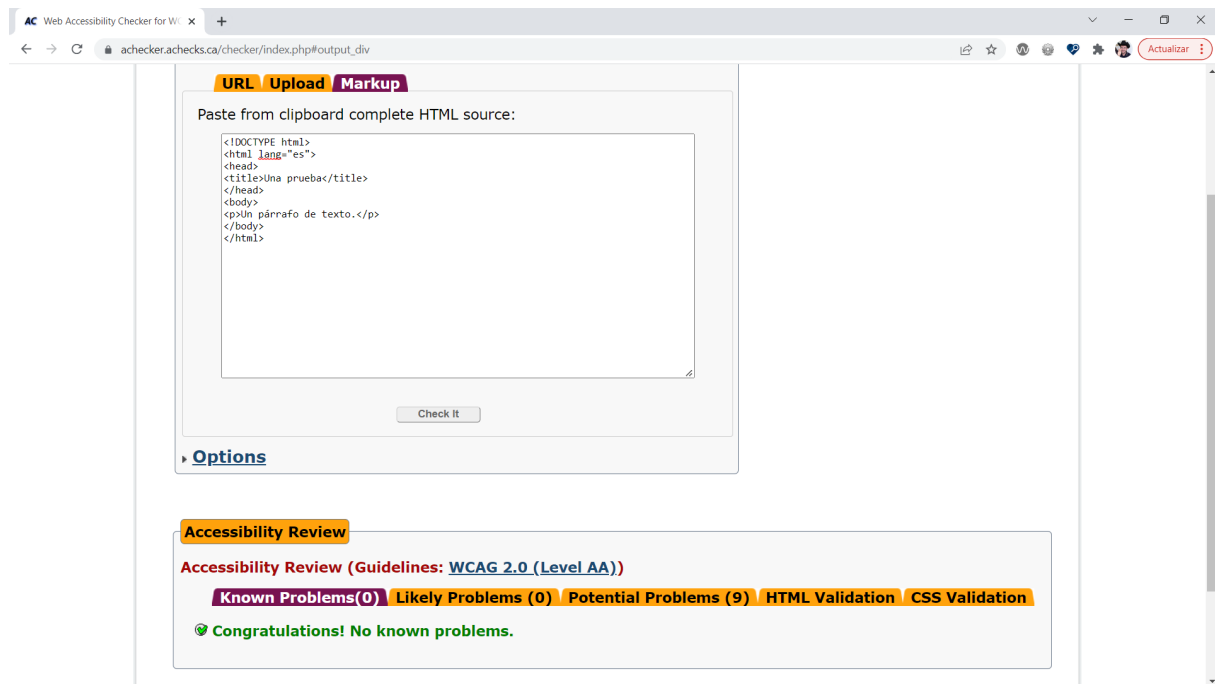 AC Web Accessibility Checker for WC
achecker.achecks.ca/checker/index.php#output_div
Actualizar
URL Upload Markup
Paste from clipboard complete HTML source:
<!DOCTYPE html>
<html lang="es">
<head>
<title>Una prueba</title>
</head>
<body>
<p>Un párrafo de texto.</p>
</body>
</html>
Check It
Options
Accessibility Review
Accessibility Review (Guidelines: WCAG 2.0 (Level AA))
Known Problems(0) Likely Problems (0) Potential Problems (9) HTML Validation CSS Validation
Congratulations! No known problems.